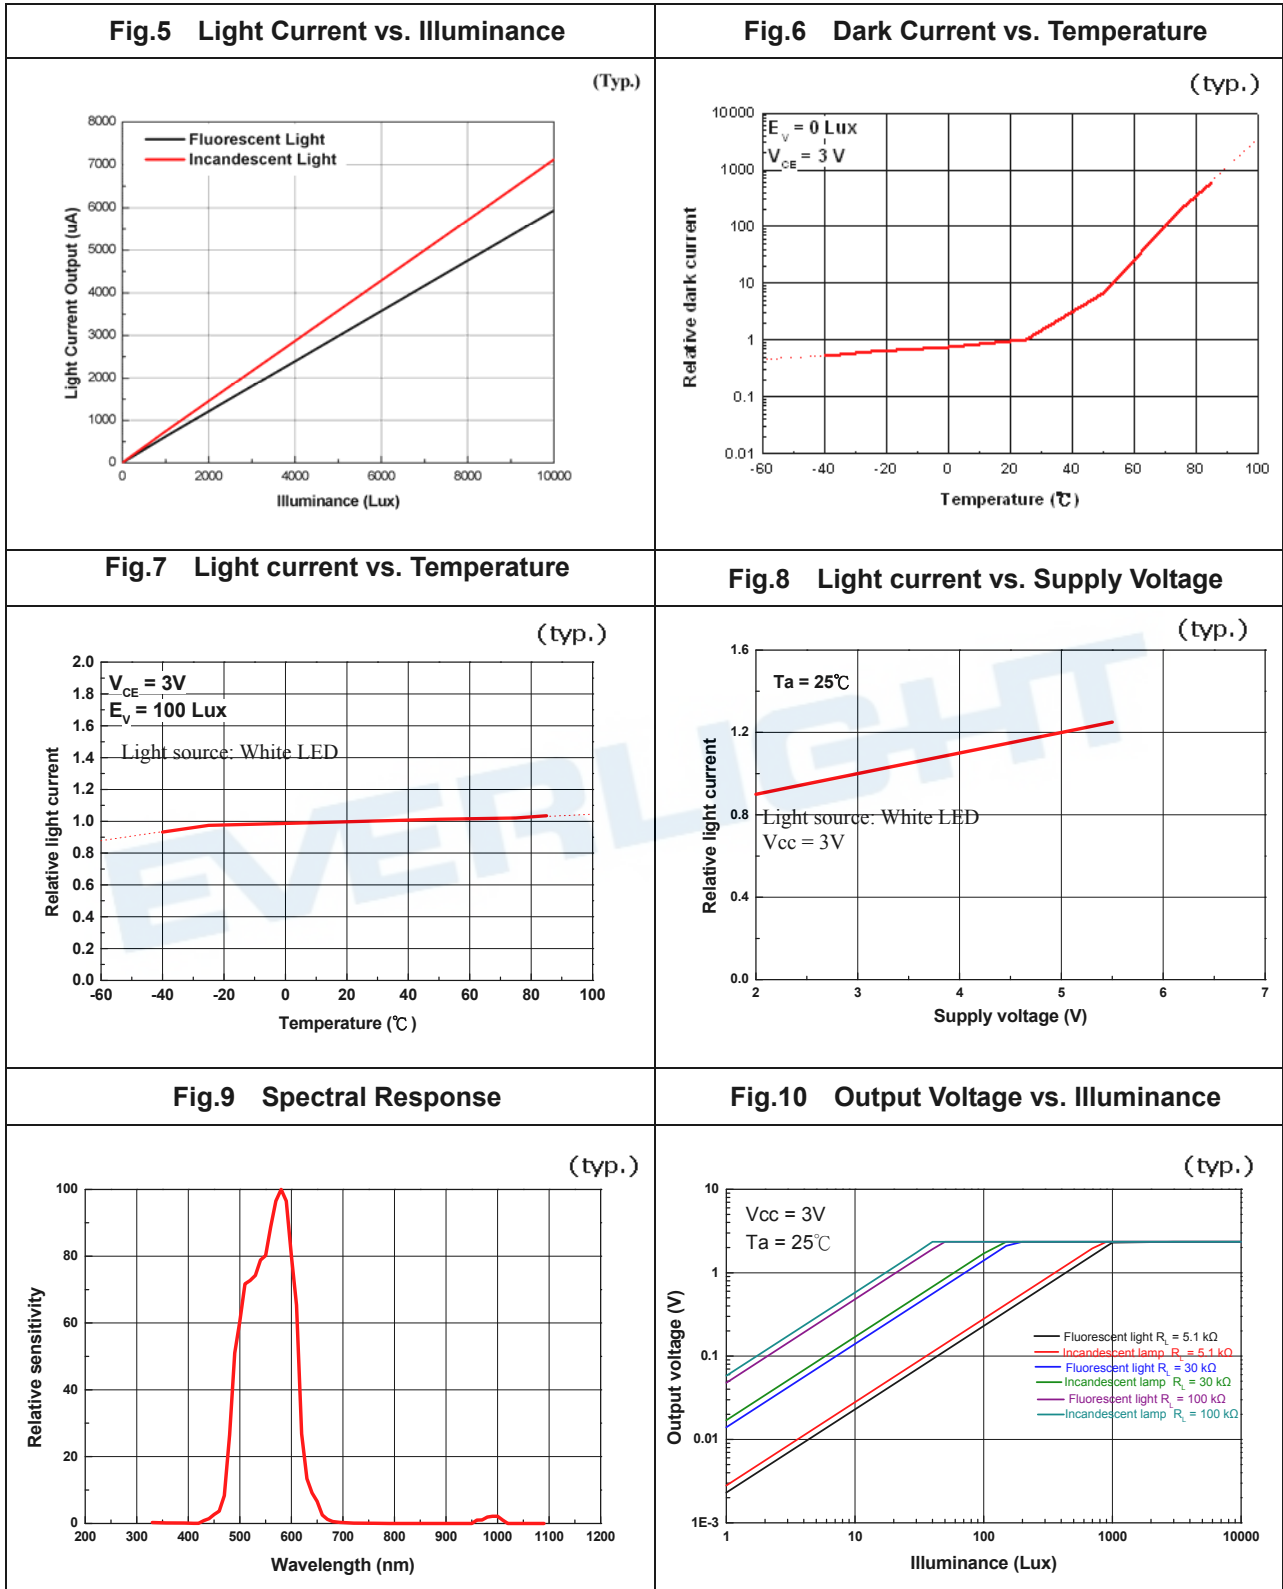 Fig.5 Light Current vs. Illuminance
(Typ.)
8000
7000
6000
5000
4000
3000
2000
1000
0
Fluorescent Light
Incandescent Light
Light Current Output (uA)
0 2000 4000 6000 8000 10000
Illuminance (Lux)
Fig.6 Dark Current vs. Temperature
(typ.)
10000
1000
100
10
1
0.1
0.01
E_V = 0 Lux
V_CE = 3 V
Relative dark current
-60 -40 -20 0 20 40 60 80 100
Temperature (℃)
Fig.7 Light current vs. Temperature
(typ.)
2.0
1.8
1.6
1.4
1.2
1.0
0.8
0.6
0.4
0.2
0.0
V_CE = 3V
E_V = 100 Lux
Light source: White LED
Relative light current
-60 -40 -20 0 20 40 60 80 100
Temperature (℃)
Fig.8 Light current vs. Supply Voltage
(typ.)
1.6
1.2
0.8
0.4
0.0
Ta = 25℃
Light source: White LED
Vcc = 3V
Relative light current
2 3 4 5 6 7
Supply voltage (V)
EVERLIGHT
Fig.9 Spectral Response
(typ.)
100
80
60
40
20
0
Relative sensitivity
200 300 400 500 600 700 800 900 1000 1100 1200
Wavelength (nm)
Fig.10 Output Voltage vs. Illuminance
(typ.)
10
1
0.1
0.01
1E-3
Vcc = 3V
Ta = 25℃
Fluorescent light R_L = 5.1 kΩ
Incandescent lamp R_L = 5.1 kΩ
Fluorescent light R_L = 30 kΩ
Incandescent lamp R_L = 30 kΩ
Fluorescent light R_L = 100 kΩ
Incandescent lamp R_L = 100 kΩ
Output voltage (V)
1 10 100 1000 10000
Illuminance (Lux)